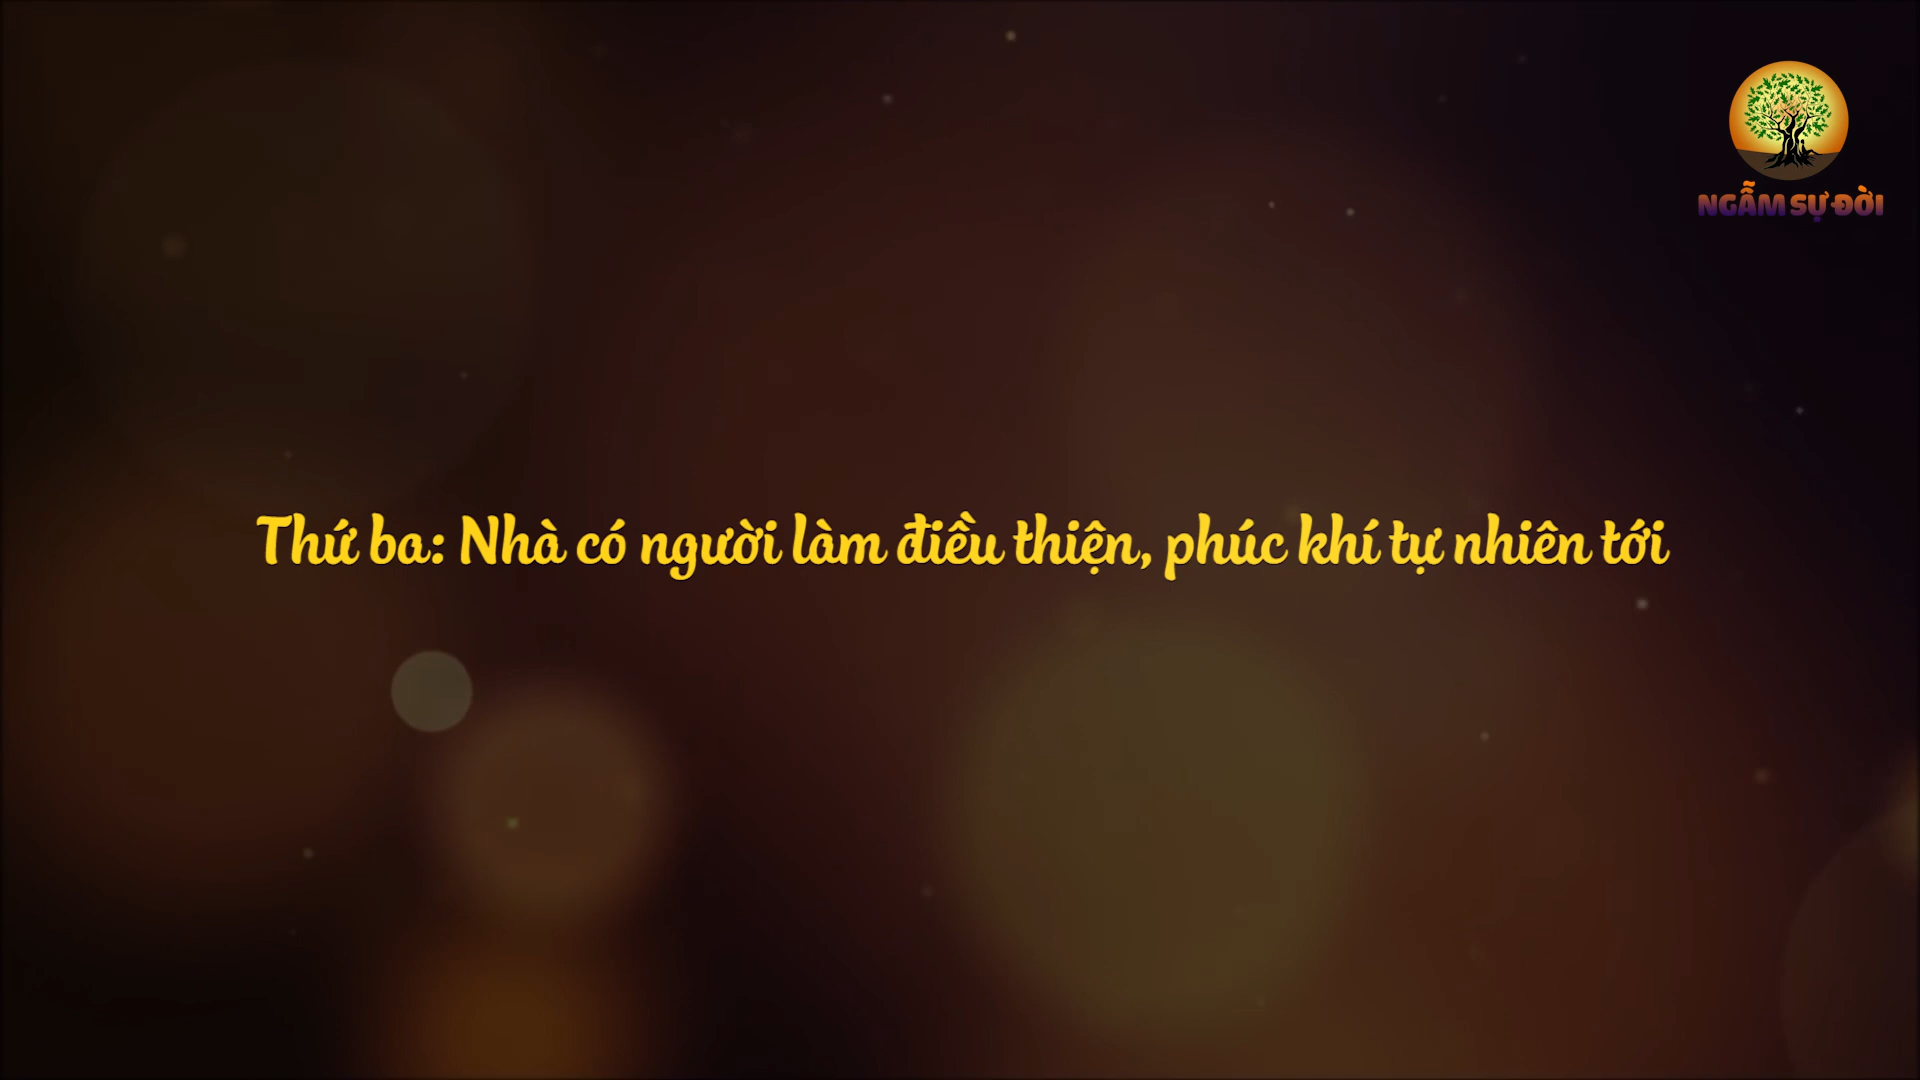 NGẪM SỰ ĐỜI
Thứ ba: Nhà có người làm điều thiện, phúc khí tự nhiên tới